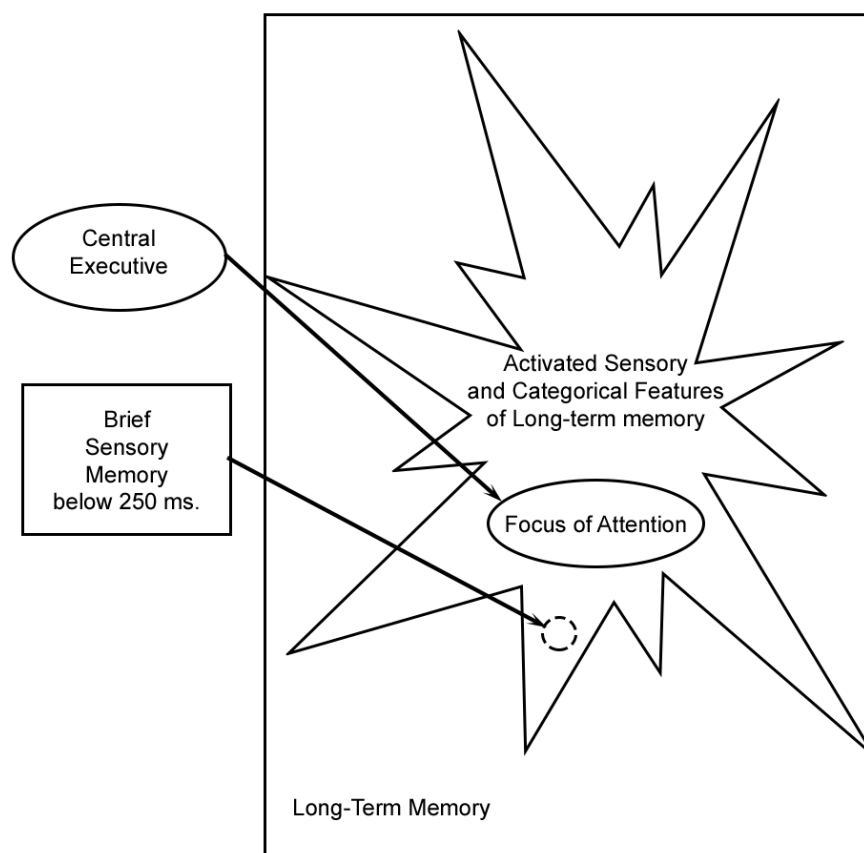 Central
Executive
Brief
Sensory
Memory
below 250 ms.
Activated Sensory
and Categorical Features
of Long-term memory
Focus of Attention
Long-Term Memory